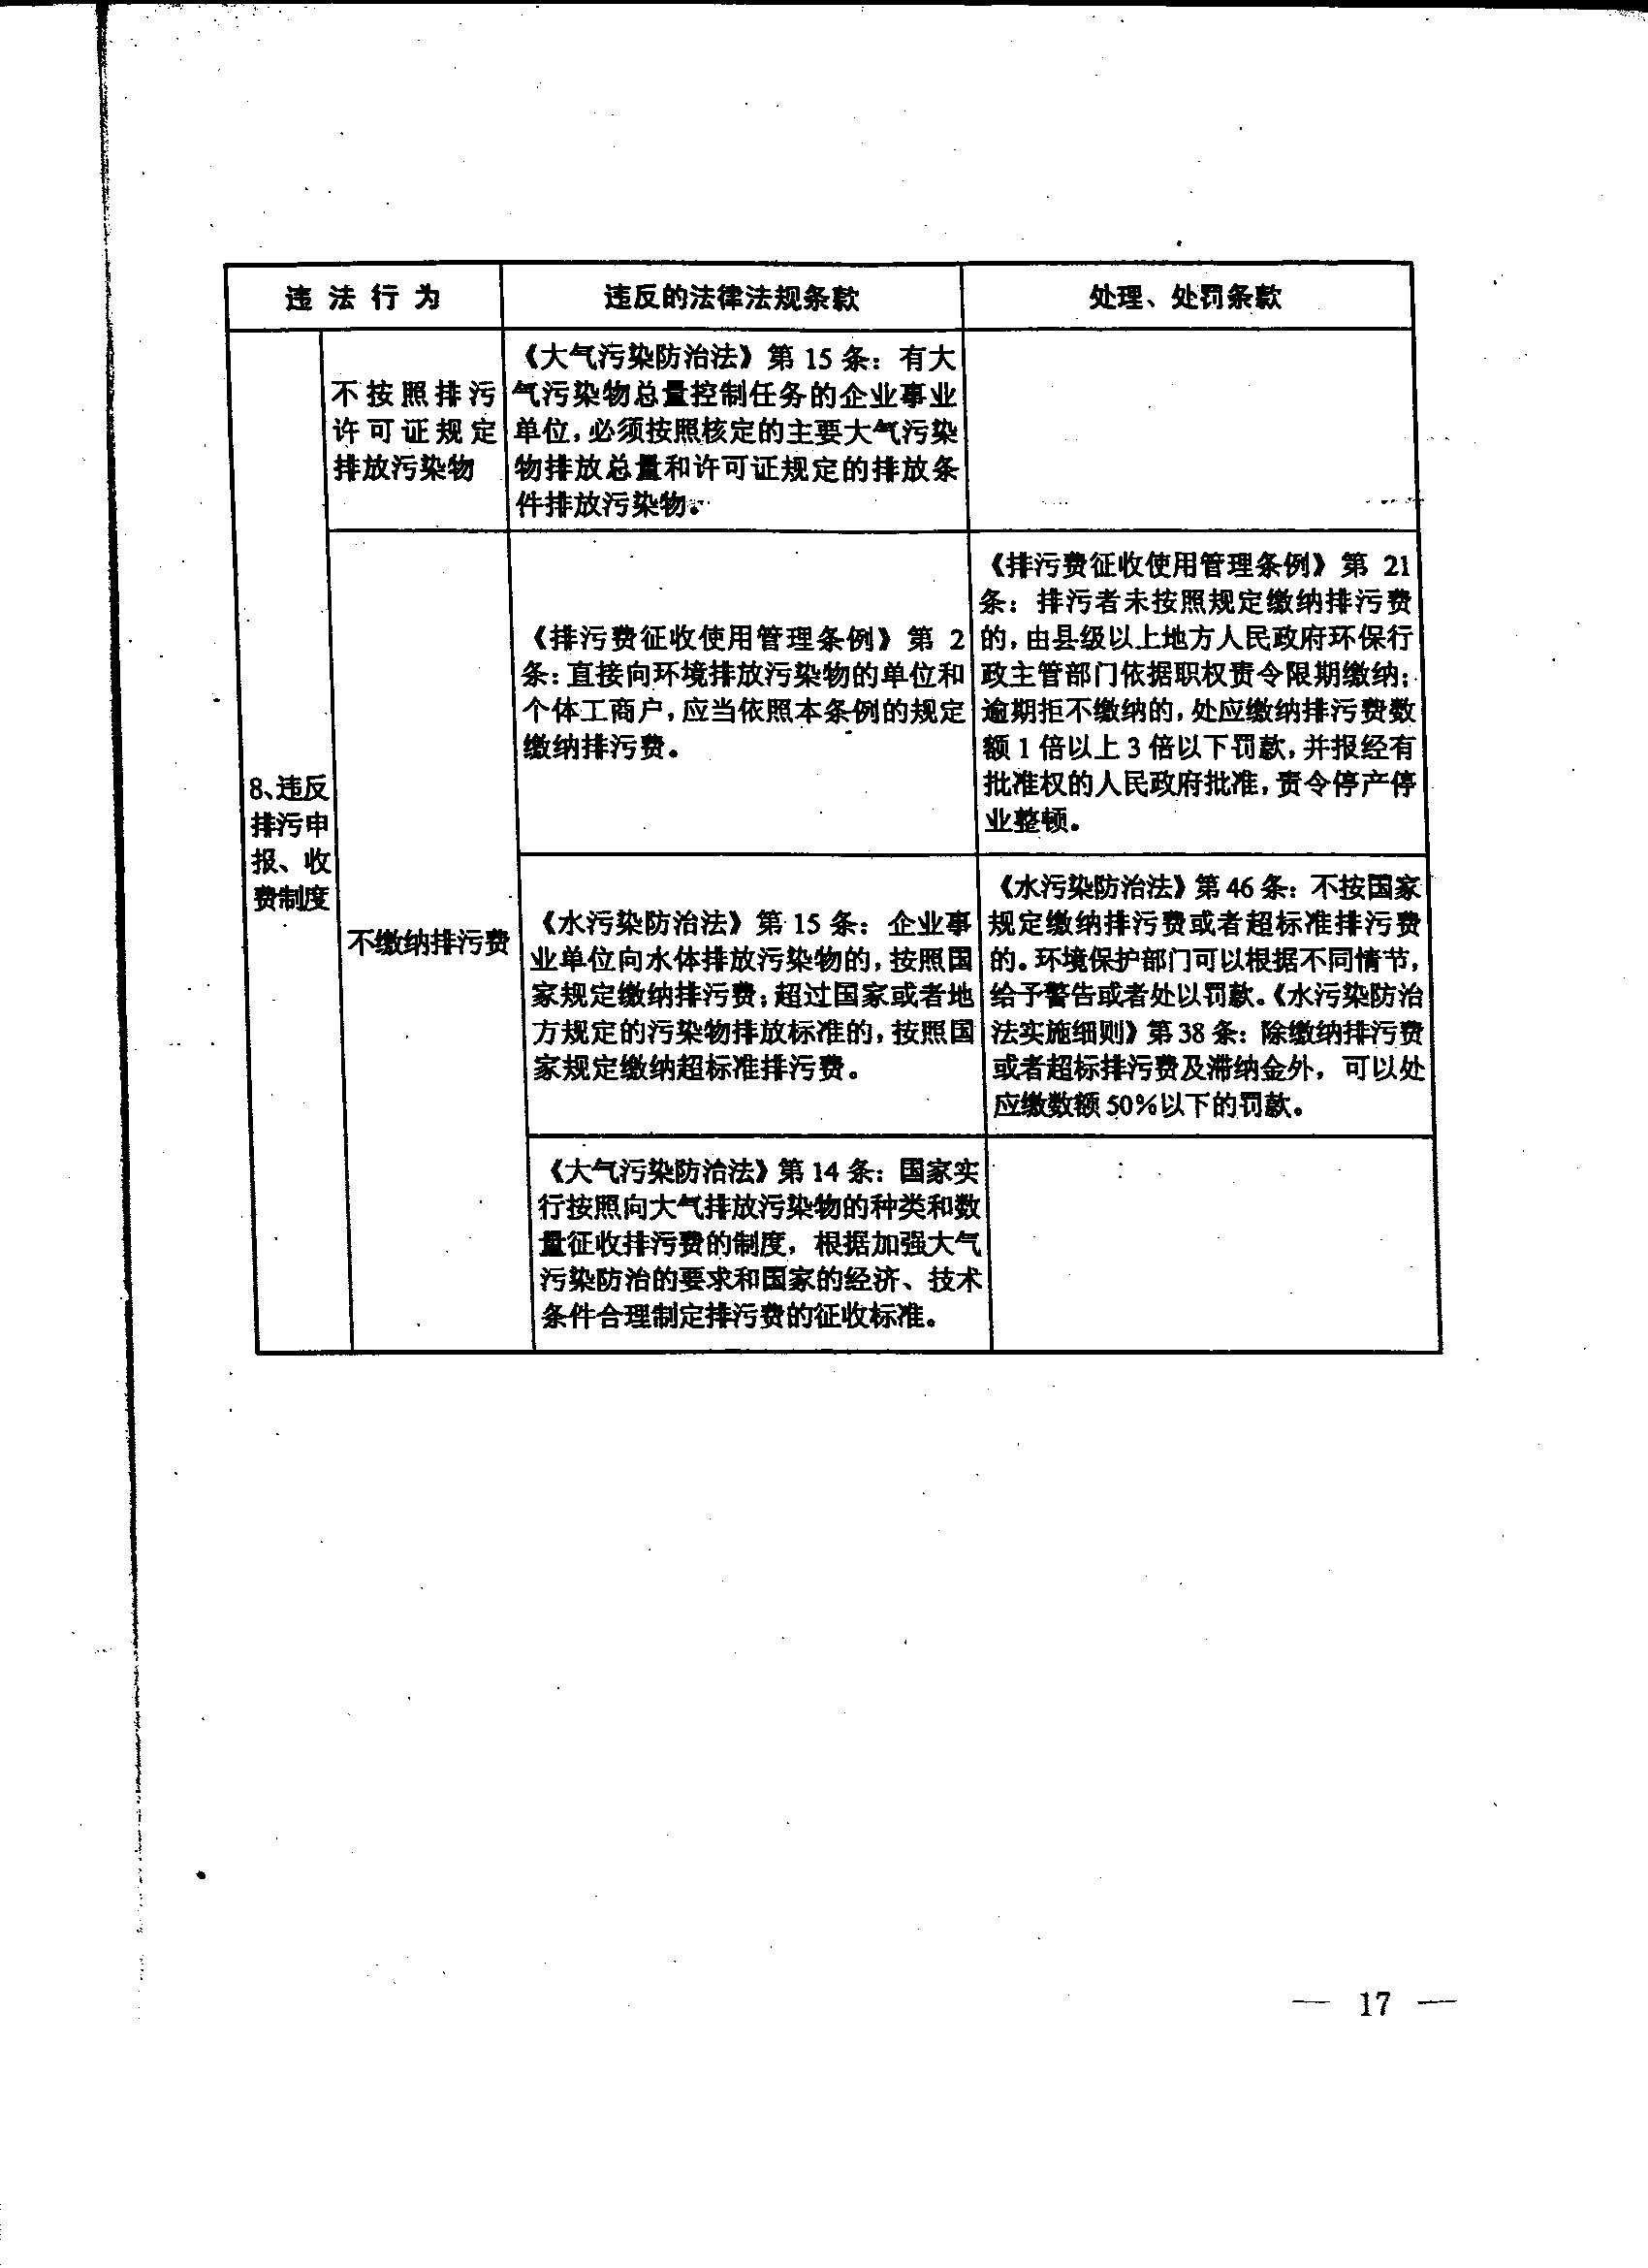 违法行为
违反的法律法规条款
处理、处罚条款
8、违反
排污申
报、收
费制度
不按照排污
许可证规定
排放污染物
《大气污染防治法》第15条：有大
气污染物总量控制任务的企业事业
单位，必须按照核定的主要大气污染
物排放总量和许可证规定的排放条
件排放污染物。
不缴纳排污费
《排污费征收使用管理条例》第2
条：直接向环境排放污染物的单位和
个体工商户，应当依照本条例的规定
缴纳排污费。
《排污费征收使用管理条例》第21
条：排污者未按照规定缴纳排污费
的，由县级以上地方人民政府环保行
政主管部门依据职权责令限期缴纳；
逾期拒不缴纳的，处应缴纳排污费数
额1倍以上3倍以下罚款，并报经有
批准权的人民政府批准，责令停产停
业整顿。
《水污染防治法》第15条：企业事
业单位向水体排放污染物的，按照国
家规定缴纳排污费；超过国家或者地
方规定的污染物排放标准的，按照国
家规定缴纳超标准排污费。
《水污染防治法》第46条：不按国家
规定缴纳排污费或者超标准排污费
的。环境保护部门可以根据不同情节，
给予警告或者处以罚款。《水污染防治
法实施细则》第38条：除缴纳排污费
或者超标排污费及滞纳金外，可以处
应缴数额50%以下的罚款。
《大气污染防治法》第14条：国家实
行按照向大气排放污染物的种类和数
量征收排污费的制度，根据加强大气
污染防治的要求和国家的经济、技术
条件合理制定排污费的征收标准。
— 17 —